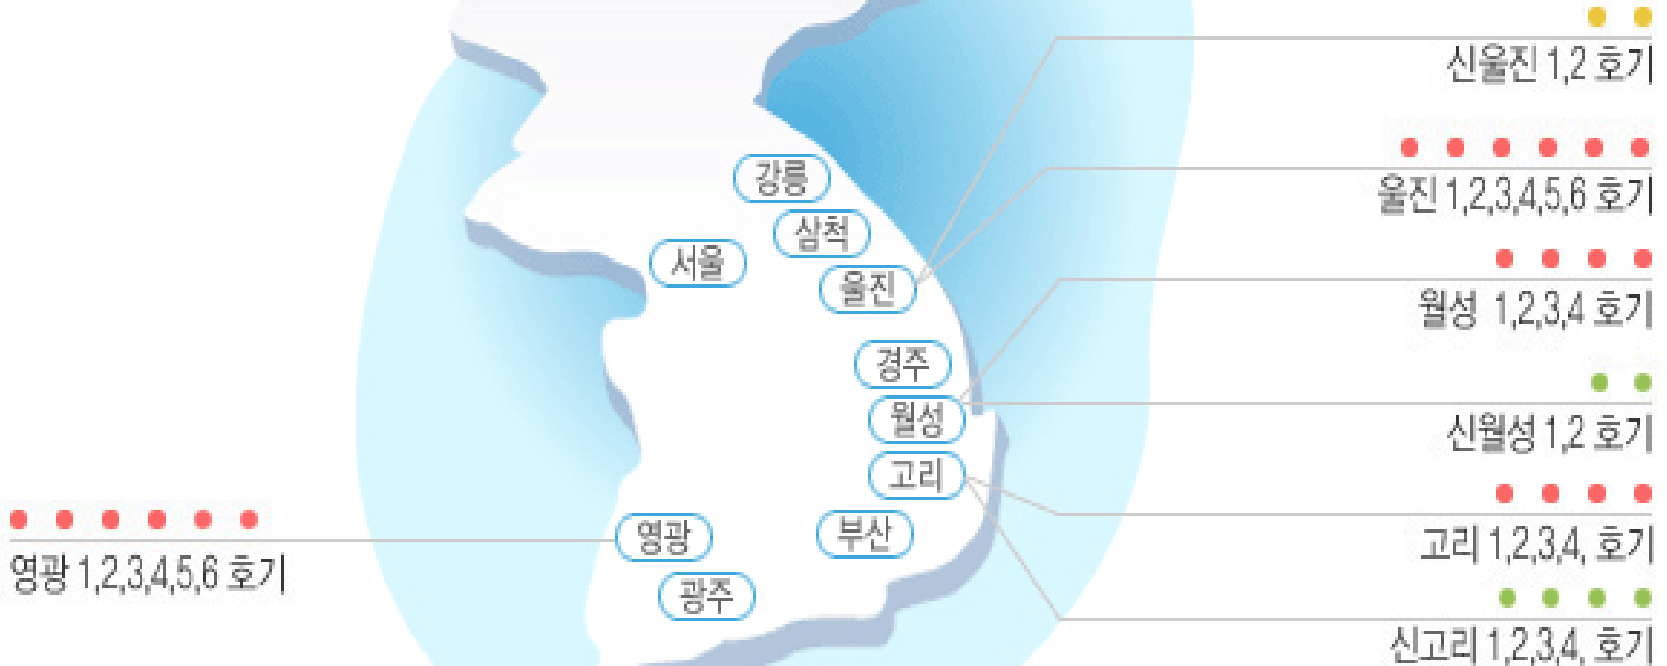 신울진 1,2 호기
울진 1,2,3,4,5,6 호기
월성 1,2,3,4 호기
신월성 1,2 호기
고리 1,2,3,4, 호기
신고리 1,2,3,4, 호기
강릉
삼척
서울
울진
경주
월성
고리
영광
부산
광주
영광 1,2,3,4,5,6 호기